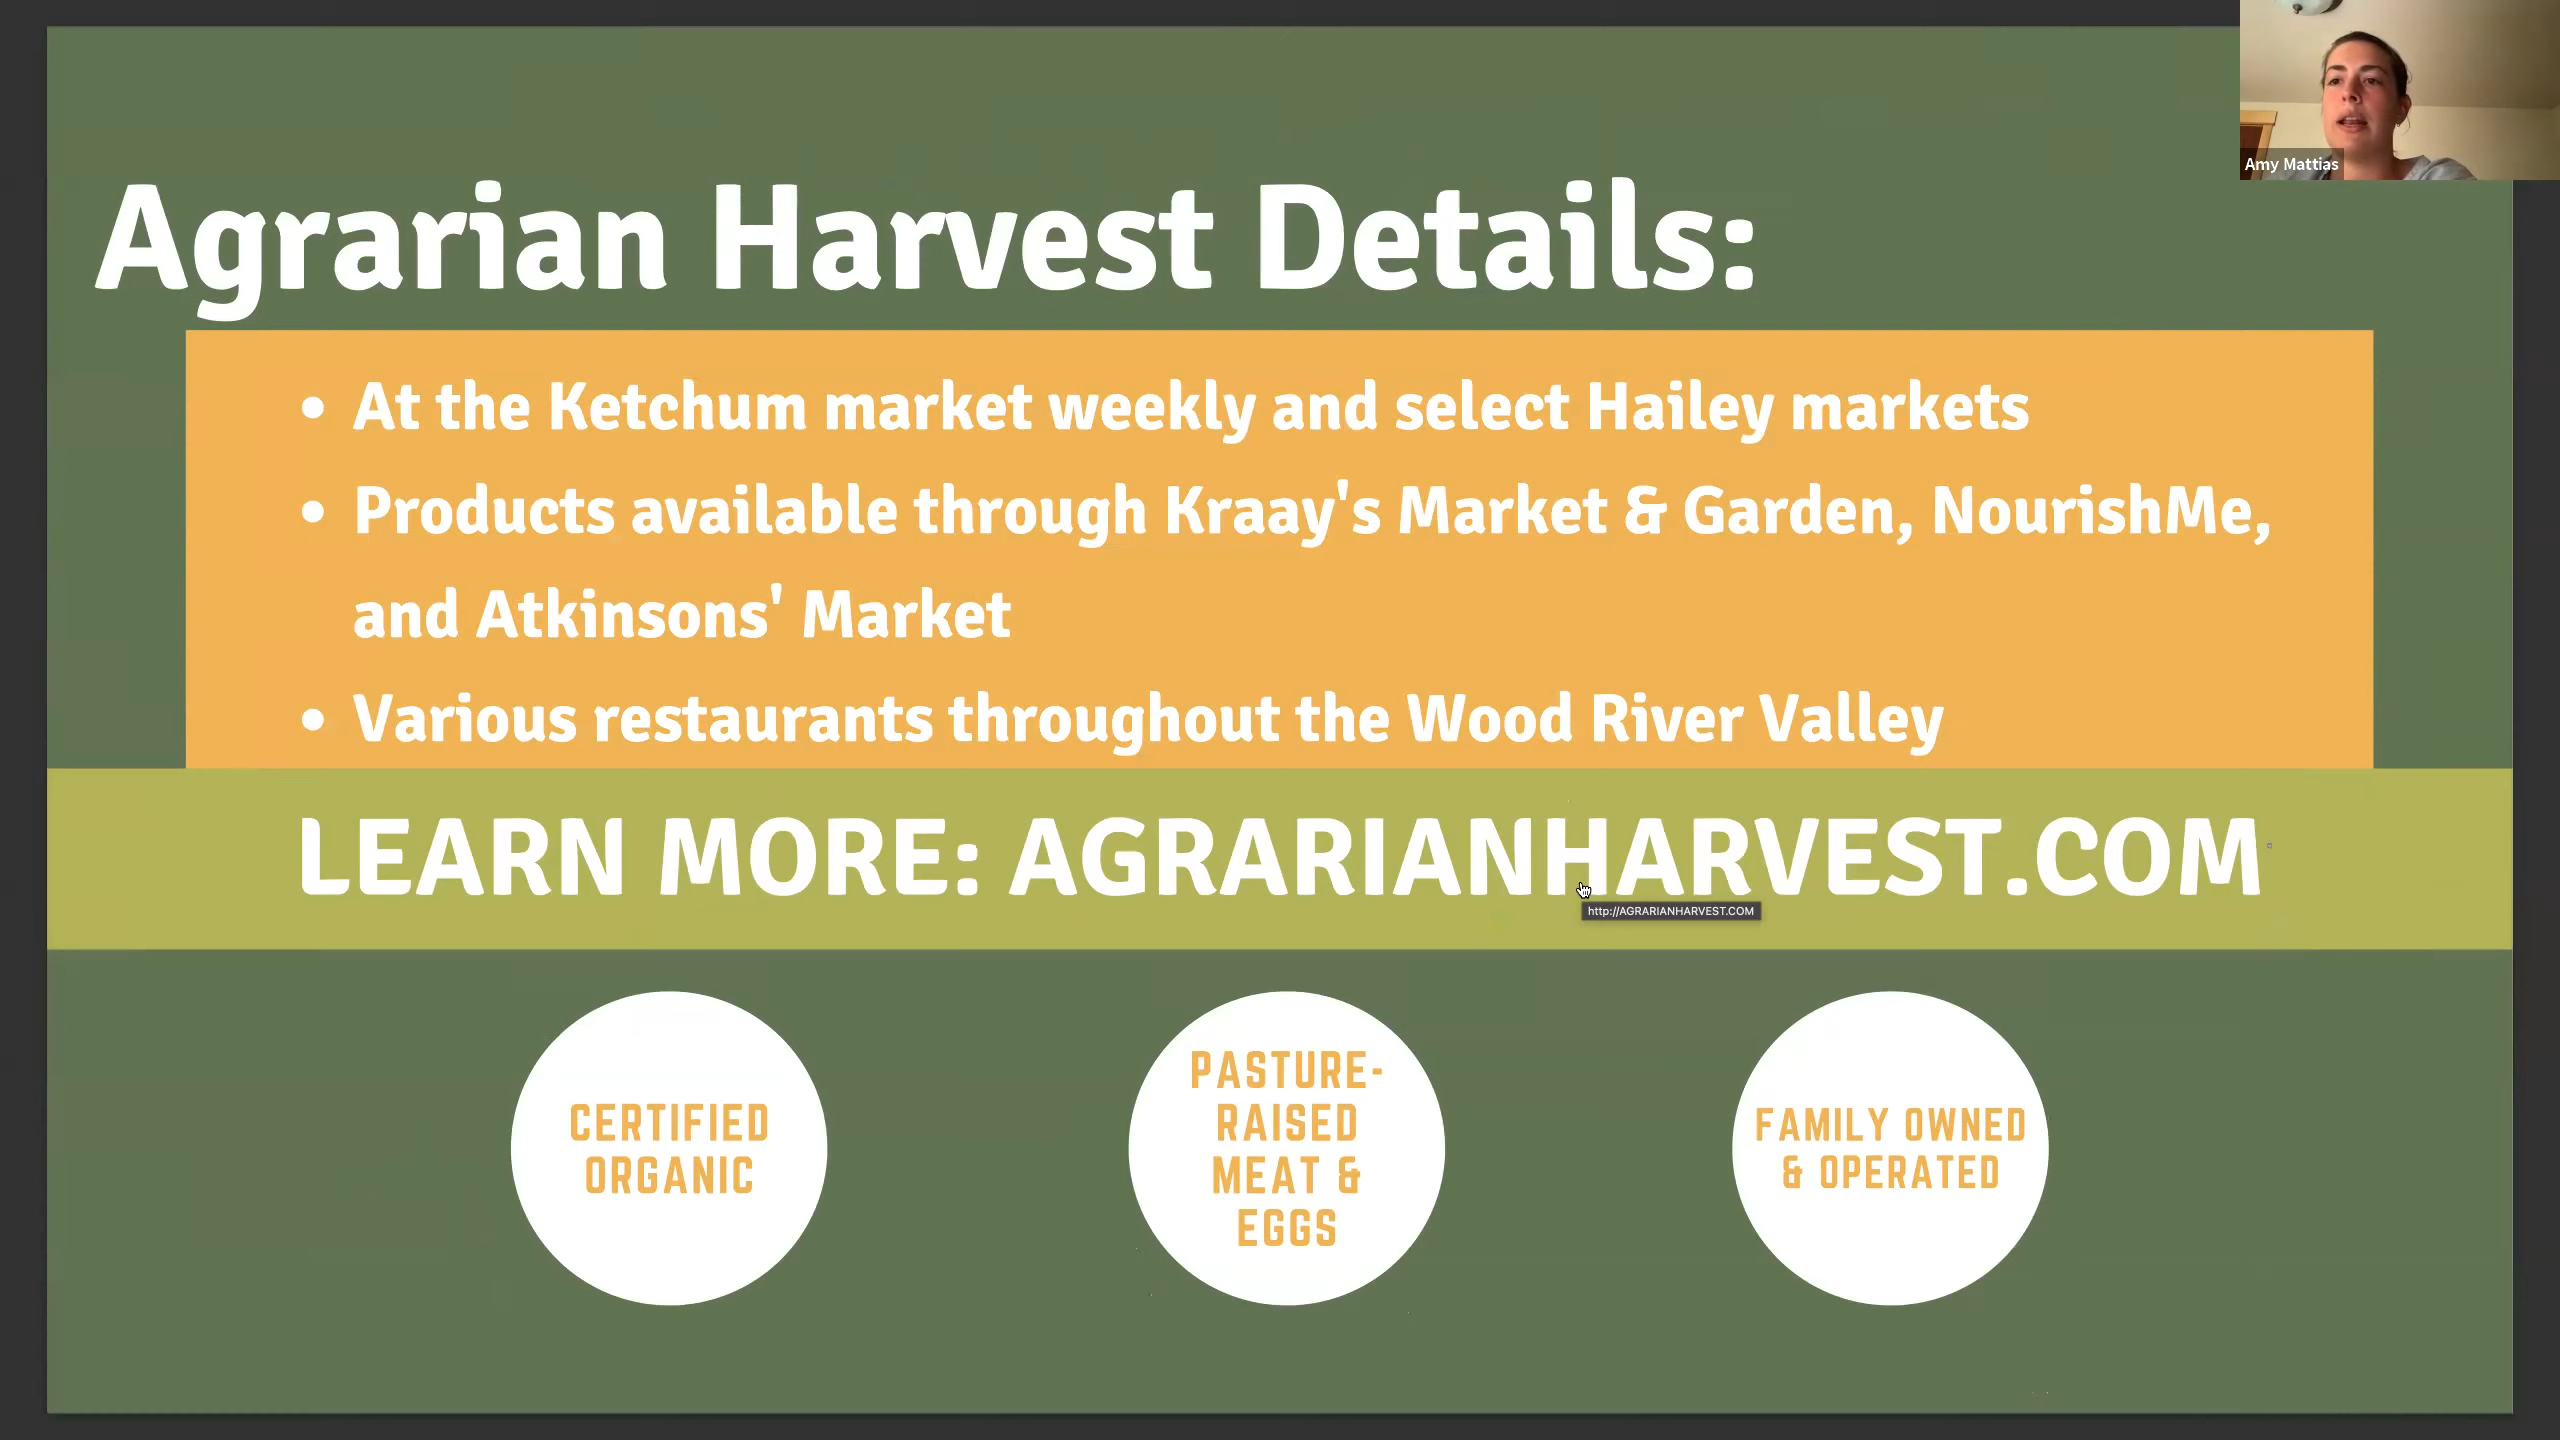 Amy Mattias
Agrarian Harvest Details:
• At the Ketchum market weekly and select Hailey markets
• Products available through Kraay's Market & Garden, NourishMe,
and Atkinsons' Market
• Various restaurants throughout the Wood River Valley
LEARN MORE: AGRARIANHARVEST.COM
http://AGRARIANHARVEST.COM
CERTIFIED
ORGANIC
PASTURE-
RAISED
MEAT &
EGGS
FAMILY OWNED
& OPERATED